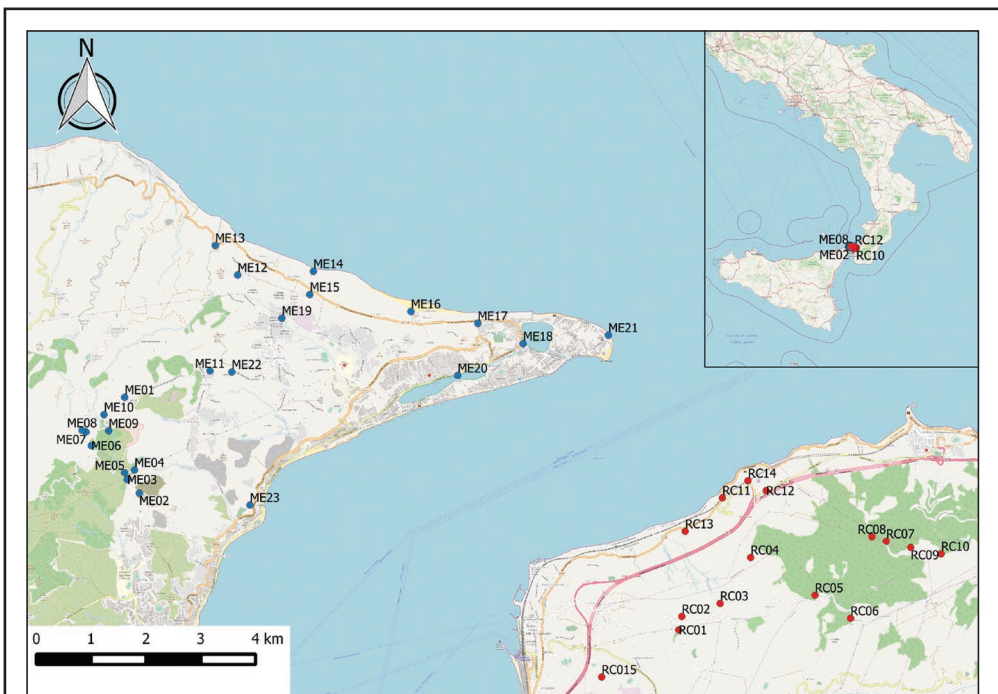 N
ME13
ME12
ME14
ME15
ME19
ME16
ME17
ME18
ME21
ME20
ME11
ME22
ME01
ME10
ME08
ME09
ME07
ME06
ME05
ME04
ME03
ME02
ME23
ME08
RC12
ME02
RC10
RC14
RC11
RC12
RC13
RC04
RC08
RC07
RC09
RC10
RC05
RC03
RC06
RC02
RC01
RC015
0 1 2 3 4 km